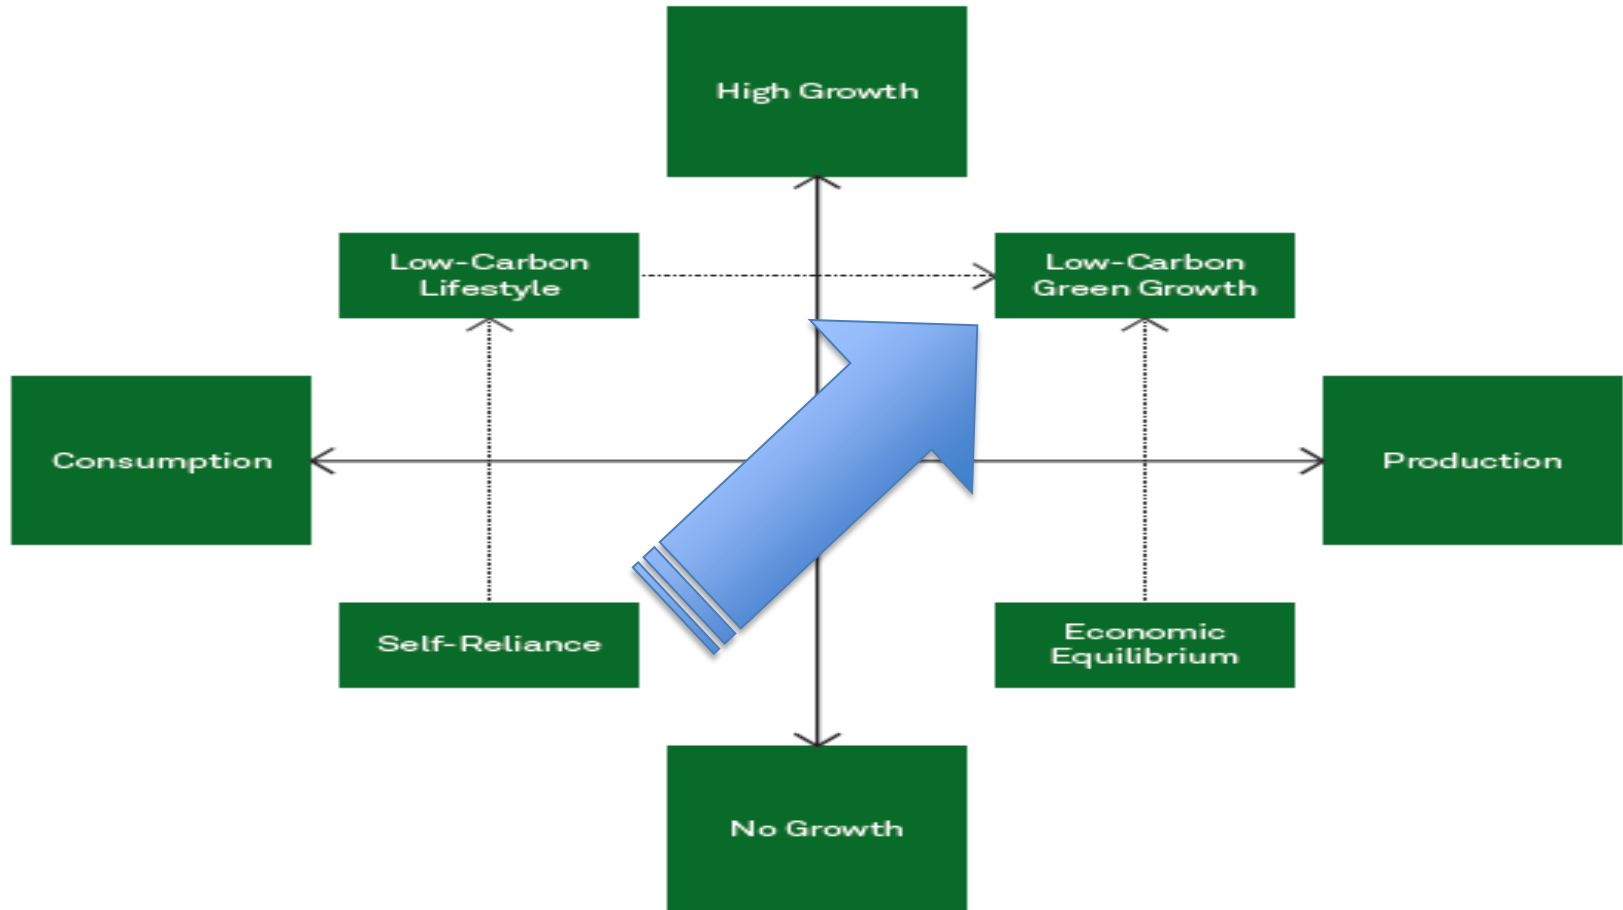 High Growth
Low-Carbon
Lifestyle
Low-Carbon
Green Growth
Consumption
Production
Self-Reliance
Economic
Equilibrium
No Growth